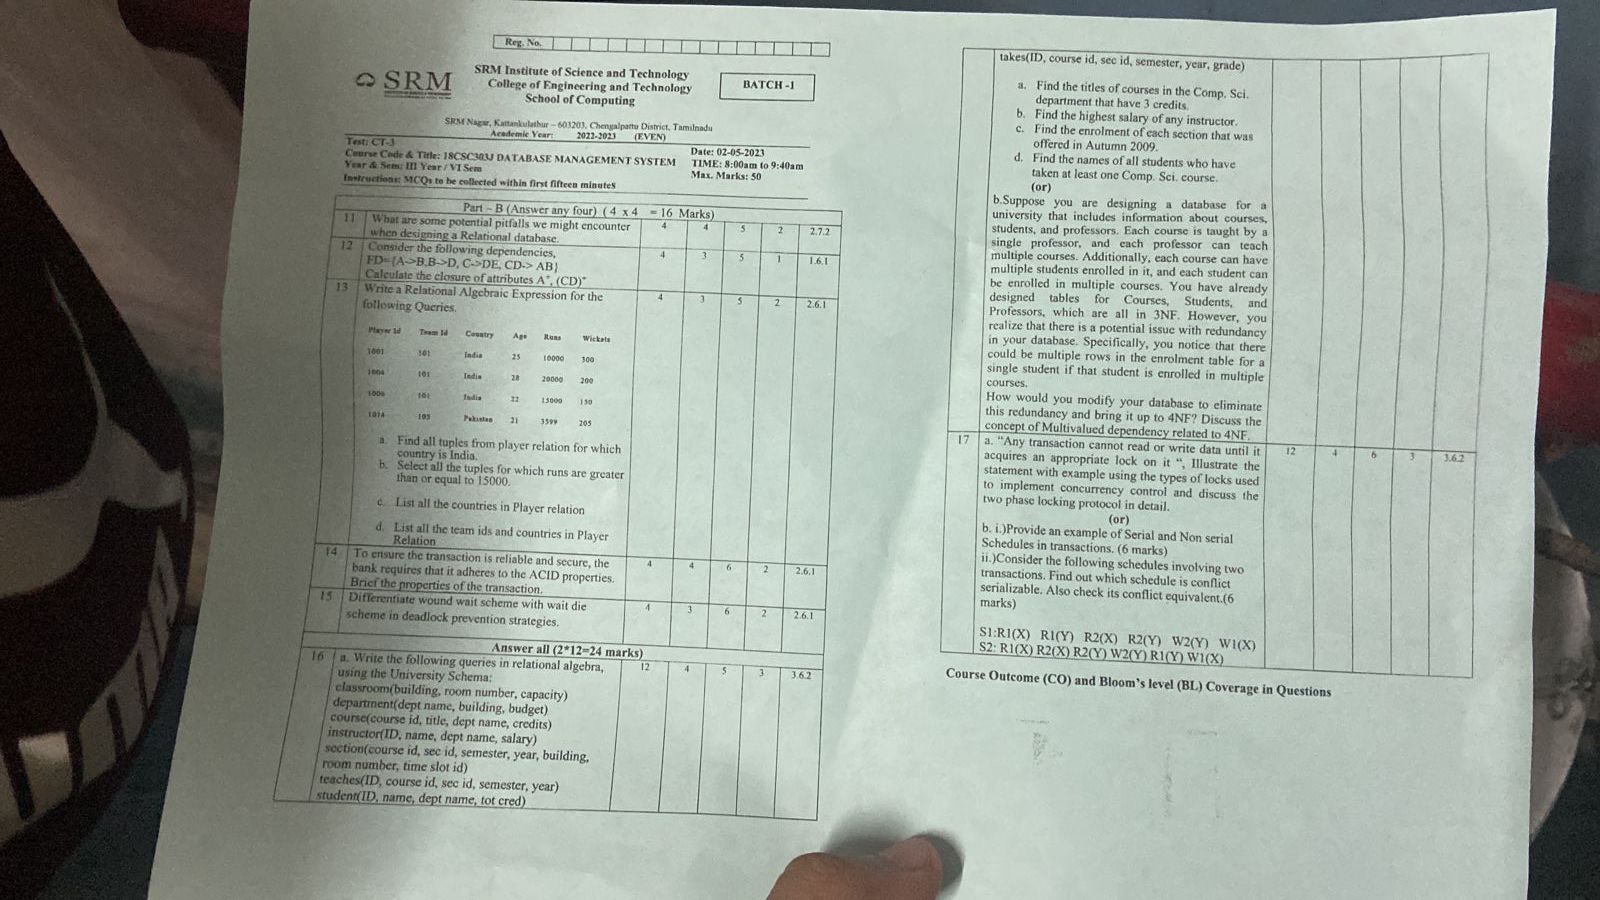 Reg. No.
SRM
SRM Institute of Science and Technology
College of Engineering and Technology
School of Computing
BATCH -1
SRM Nagar, Kattankulathur – 603203, Chengalpattu District, Tamilnadu
Academic Year: 2022-2023 (EVEN)
Test: CT-3
Date: 02-05-2023
Course Code & Title: 18CSC303J DATABASE MANAGEMENT SYSTEM
TIME: 8:00am to 9:40am
Year & Sem: III Year / VI Sem
Max. Marks: 50
Instructions: MCQs to be collected within first fifteen minutes
Part – B (Answer any four) ( 4 x 4 = 16 Marks)
11 What are some potential pitfalls we might encounter 4 4 5 2 2.7.2
when designing a Relational database.
12 Consider the following dependencies, 4 3 5 1 1.6.1
FD={A->B,B->D, C->DE, CD-> AB}
Calculate the closure of attributes A⁺, (CD)⁺
13 Write a Relational Algebraic Expression for the 4 3 5 2 2.6.1
following Queries.
Player Id Team Id Country Age Runs Wickets
1001 101 India 25 10000 300
1004 101 India 28 20000 200
1006 101 India 22 15000 150
1014 105 Pakistan 21 3599 205
a. Find all tuples from player relation for which
country is India.
b. Select all the tuples for which runs are greater
than or equal to 15000.
c. List all the countries in Player relation
d. List all the team ids and countries in Player
Relation
14 To ensure the transaction is reliable and secure, the 4 4 6 2 2.6.1
bank requires that it adheres to the ACID properties.
Brief the properties of the transaction.
15 Differentiate wound wait scheme with wait die 4 3 6 2 2.6.1
scheme in deadlock prevention strategies.
Answer all (2*12=24 marks)
16 a. Write the following queries in relational algebra, 12 4 5 3 3.6.2
using the University Schema:
classroom(building, room number, capacity)
department(dept name, building, budget)
course(course id, title, dept name, credits)
instructor(ID, name, dept name, salary)
section(course id, sec id, semester, year, building,
room number, time slot id)
teaches(ID, course id, sec id, semester, year)
student(ID, name, dept name, tot cred)
takes(ID, course id, sec id, semester, year, grade)
a. Find the titles of courses in the Comp. Sci.
department that have 3 credits.
b. Find the highest salary of any instructor.
c. Find the enrolment of each section that was
offered in Autumn 2009.
d. Find the names of all students who have
taken at least one Comp. Sci. course.
(or)
b.Suppose you are designing a database for a
university that includes information about courses,
students, and professors. Each course is taught by a
single professor, and each professor can teach
multiple courses. Additionally, each course can have
multiple students enrolled in it, and each student can
be enrolled in multiple courses. You have already
designed tables for Courses, Students, and
Professors, which are all in 3NF. However, you
realize that there is a potential issue with redundancy
in your database. Specifically, you notice that there
could be multiple rows in the enrolment table for a
single student if that student is enrolled in multiple
courses.
How would you modify your database to eliminate
this redundancy and bring it up to 4NF? Discuss the
concept of Multivalued dependency related to 4NF.
17 a. “Any transaction cannot read or write data until it 12 4 6 3 3.6.2
acquires an appropriate lock on it “, Illustrate the
statement with example using the types of locks used
to implement concurrency control and discuss the
two phase locking protocol in detail.
(or)
b. i.)Provide an example of Serial and Non serial
Schedules in transactions. (6 marks)
ii.)Consider the following schedules involving two
transactions. Find out which schedule is conflict
serializable. Also check its conflict equivalent.(6
marks)
S1:R1(X) R1(Y) R2(X) R2(Y) W2(Y) W1(X)
S2: R1(X) R2(X) R2(Y) W2(Y) R1(Y) W1(X)
Course Outcome (CO) and Bloom's level (BL) Coverage in Questions